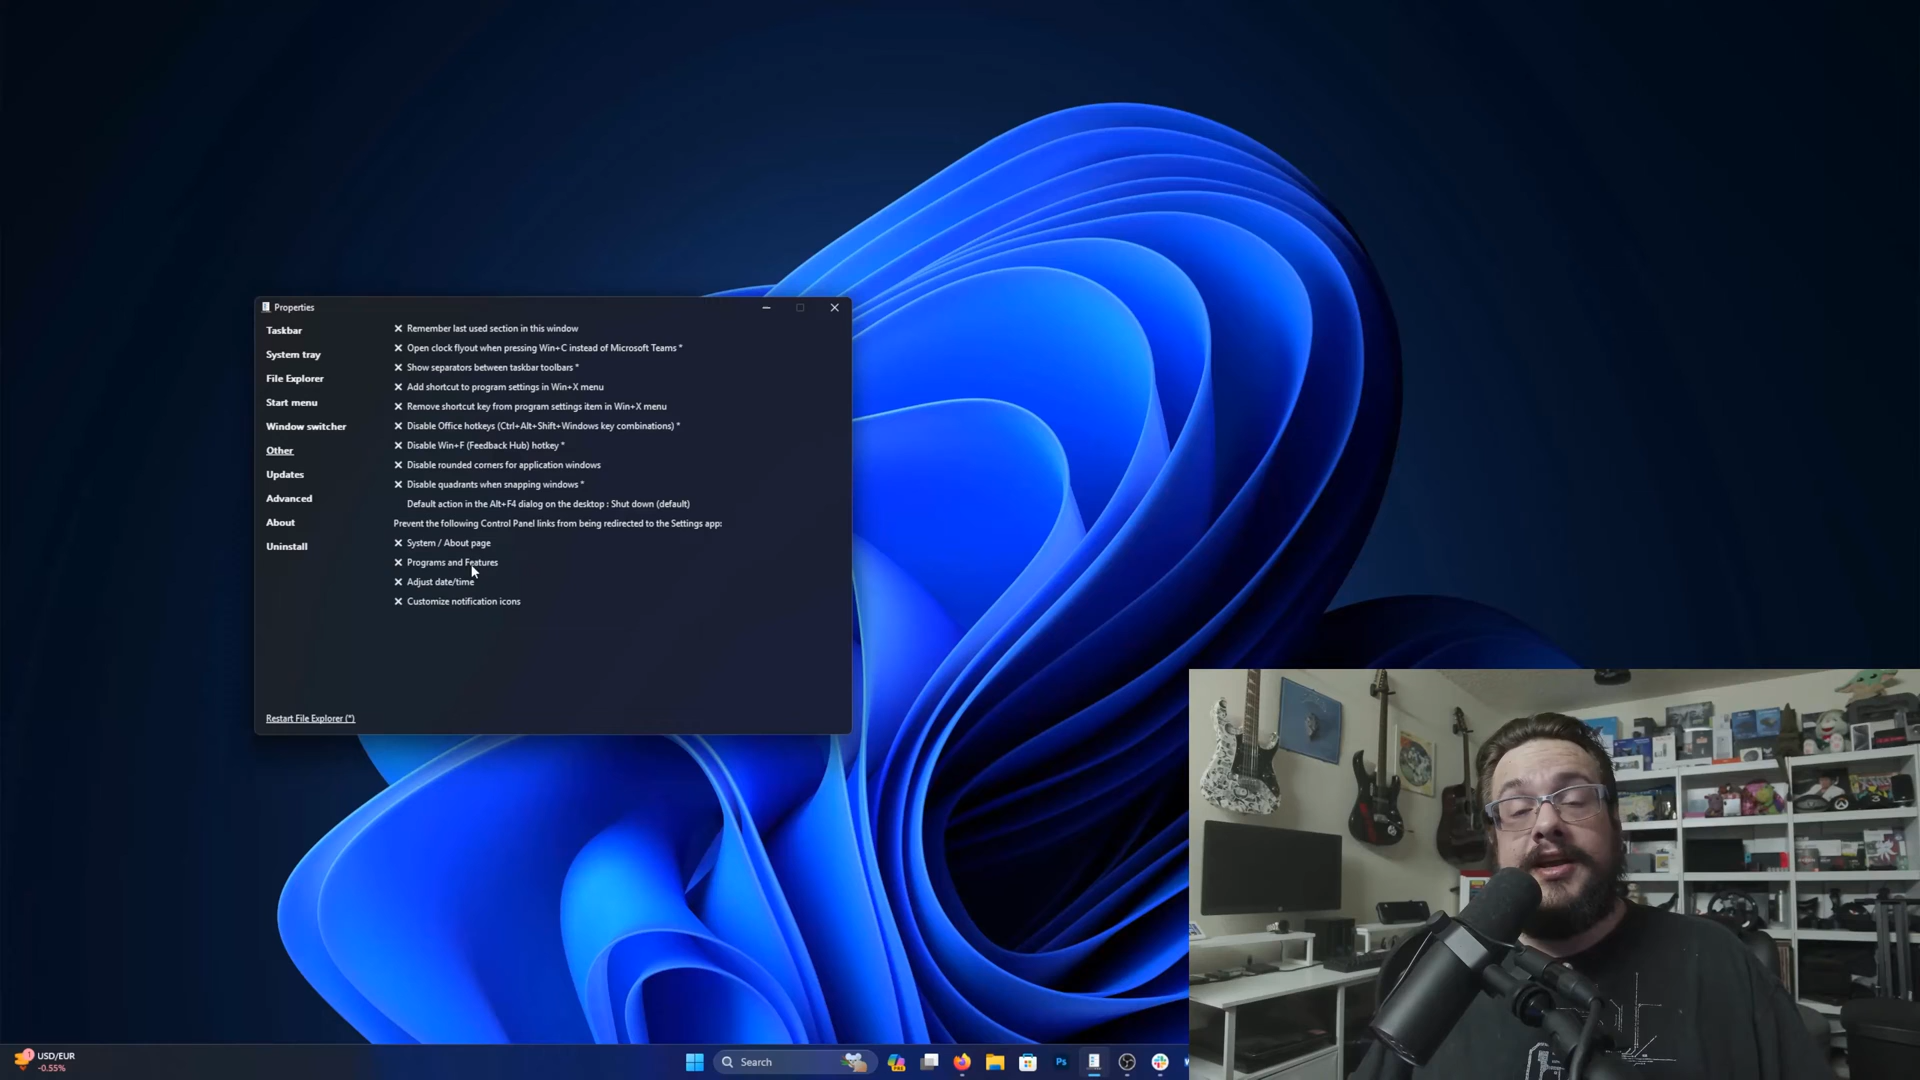 Properties
Taskbar
System tray
File Explorer
Start menu
Window switcher
Other
Updates
Advanced
About
Uninstall
Remember last used section in this window
Open clock flyout when pressing Win+C instead of Microsoft Teams *
Show separators between taskbar toolbars *
Add shortcut to program settings in Win+X menu
Remove shortcut key from program settings item in Win+X menu
Disable Office hotkeys (Ctrl+Alt+Shift+Windows key combinations) *
Disable Win+F (Feedback Hub) hotkey *
Disable rounded corners for application windows
Disable quadrants when snapping windows *
Default action in the Alt+F4 dialog on the desktop : Shut down (default)
Prevent the following Control Panel links from being redirected to the Settings app:
System / About page
Programs and Features
Adjust date/time
Customize notification icons
Restart File Explorer (*)
1
USD/EUR
-0.55%
Search
PRE
Ps